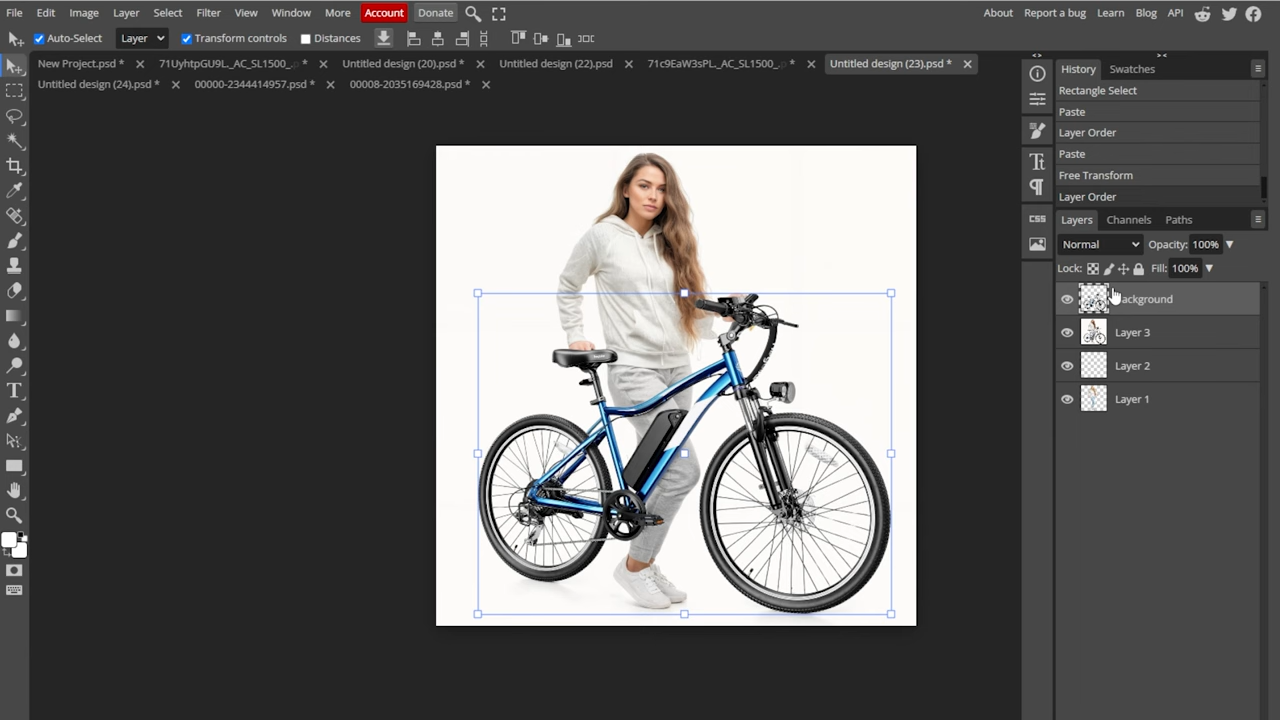 File Edit Image Layer Select Filter View Window More Account Donate About Report a bug Learn Blog API
Auto-Select Layer Transform controls Distances
New Project.psd * 71UyhtpGU9L._AC_SL1500_ * Untitled design (20).psd * Untitled design (22).psd 71c9EaW3sPL._AC_SL1500_ * Untitled design (23).psd *
Untitled design (24).psd * 00000-2344414957.psd * 00008-2035169428.psd *
History Swatches
Rectangle Select
Paste
Layer Order
Paste
Free Transform
Layer Order
CSS
Layers Channels Paths
Normal Opacity: 100%
Lock: Fill: 100%
ackground
Layer 3
Layer 2
Layer 1